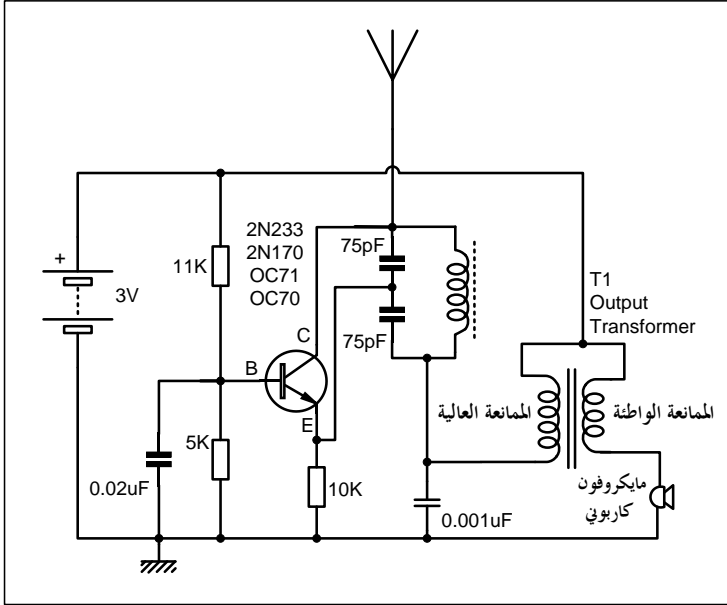 2N233
2N170
OC71
OC70
75pF
+
3V
11K
C
75pF
B
E
5K
0.02uF
10K
0.001uF
T1
Output
Transformer
الممانعة العالية
الممانعة الواطئة
مايكروفون
كاربوني